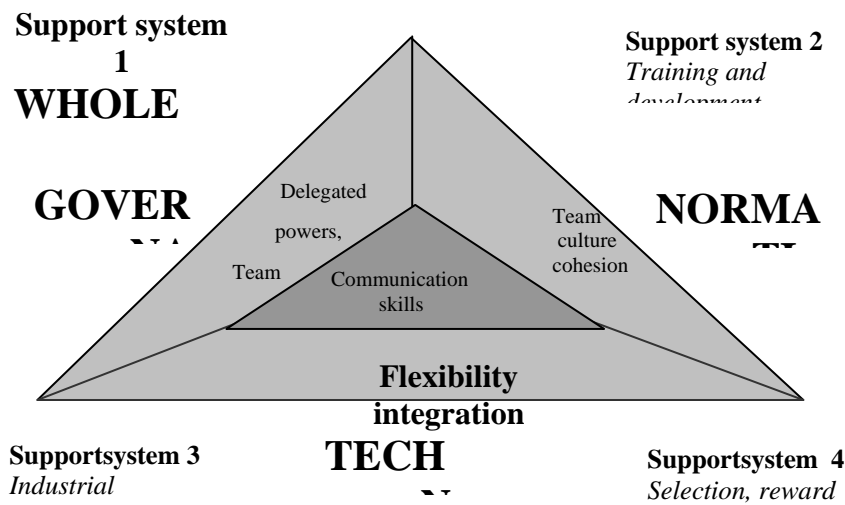 Support system
1
WHOLE
Support system 2
Training and
development
GOVER
NORMA
Delegated
powers,
Team
Team
culture
cohesion
Communication
skills
Flexibility
integration
TECH
Supportsystem 3
Industrial
Supportsystem 4
Selection, reward